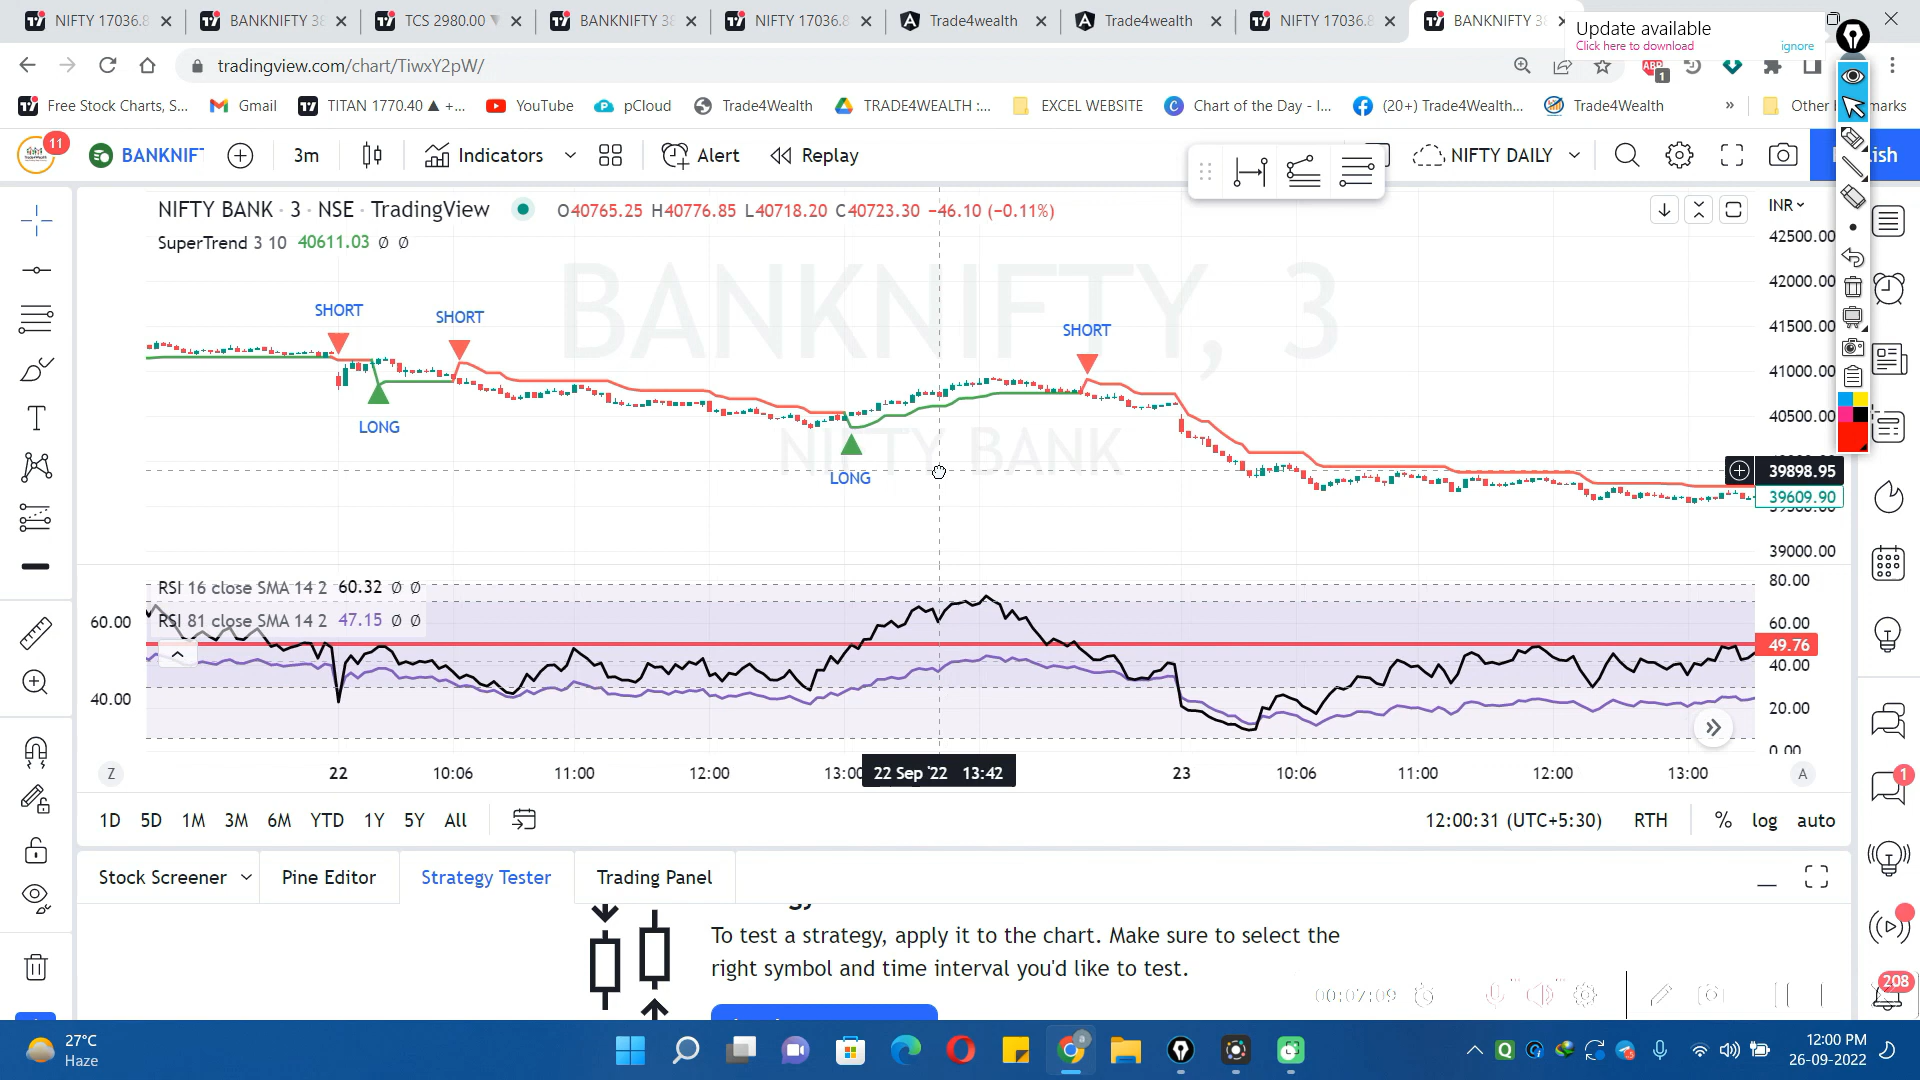 NIFTY 17036.8
BANKNIFTY 38
TCS 2980.00 ▼
BANKNIFTY 38
NIFTY 17036.8
Trade4wealth
Trade4wealth
NIFTY 17036.8
BANKNIFTY 38
Update available
Click here to download
ignore
tradingview.com/chart/TiwxY2pW/
ABP
1
Free Stock Charts, S...
Gmail
TITAN 1770.40 ▲ +...
YouTube
pCloud
Trade4Wealth
TRADE4WEALTH :...
EXCEL WEBSITE
Chart of the Day - I...
(20+) Trade4Wealth...
Trade4Wealth
»
Other
marks
11
BANKNIF
3m
Indicators
Alert
Replay
NIFTY DAILY
lish
NIFTY BANK · 3 · NSE · TradingView
O40765.25 H40776.85 L40718.20 C40723.30 −46.10 (−0.11%)
INR
SuperTrend 3 10 40611.03 ø ø
BANKNIFTY, 3
NIFTY BANK
42500.00
42000.00
41500.00
41000.00
40500.00
39898.95
39609.90
39000.00
SHORT
SHORT
LONG
LONG
SHORT
RSI 16 close SMA 14 2 60.32 ø ø
RSI 81 close SMA 14 2 47.15 ø ø
60.00
40.00
80.00
60.00
49.76
40.00
20.00
0.00
Z
22
10:06
11:00
12:00
13:00
22 Sep '22 13:42
23
10:06
11:00
12:00
13:00
A
1D 5D 1M 3M 6M YTD 1Y 5Y All
12:00:31 (UTC+5:30)
RTH
% log auto
1
Stock Screener
Pine Editor
Strategy Tester
Trading Panel
To test a strategy, apply it to the chart. Make sure to select the
right symbol and time interval you'd like to test.
00:07:09
208
27°C
Haze
12:00 PM
26-09-2022